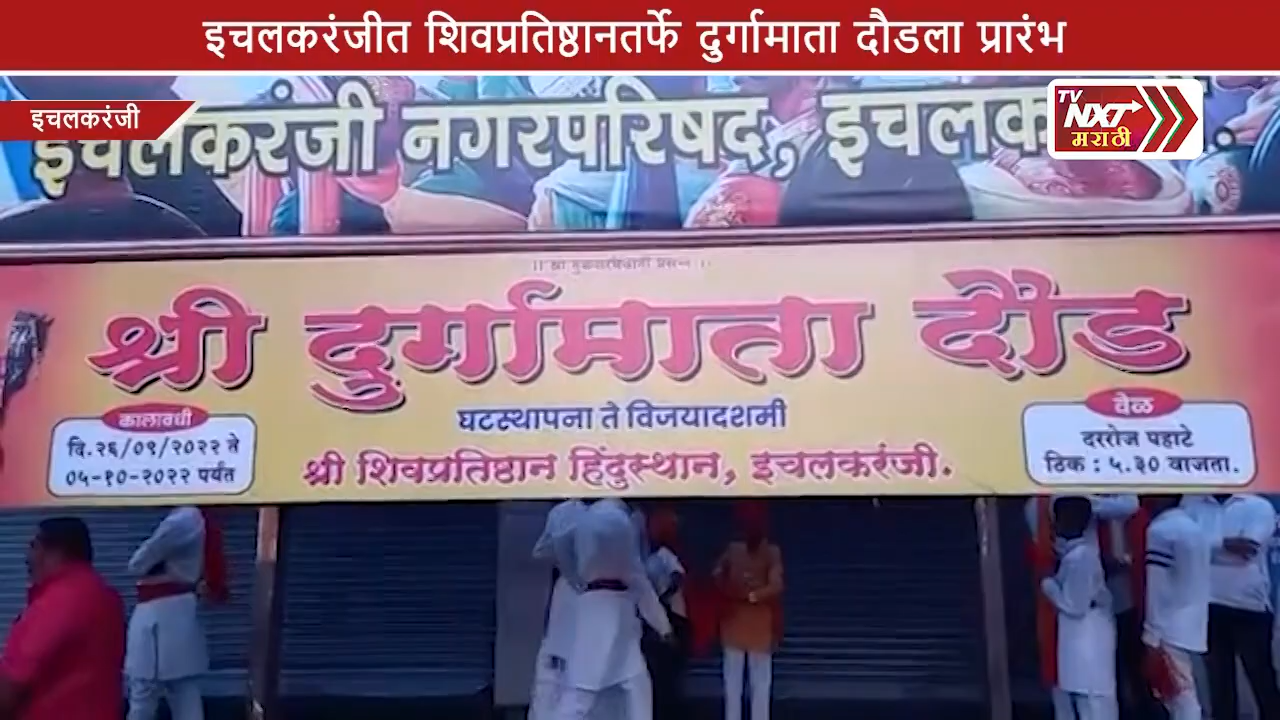 इचलकरंजीत शिवप्रतिष्ठानतर्फे दुर्गामाता दौडला प्रारंभ
इचलकरंजी
TV NXT मराठी
इचलकरंजी नगरपरिषद, इचलक
श्री दुर्गामाता दौड
घटस्थापना ते विजयादशमी
श्री शिवप्रतिष्ठान हिंदुस्थान, इचलकरंजी.
कालावधी
दि.२६/०९/२०२२ ते
०५-१०-२०२२ पर्यंत
वेळ
दररोज पहाटे
ठिक : ५.३० वाजता.